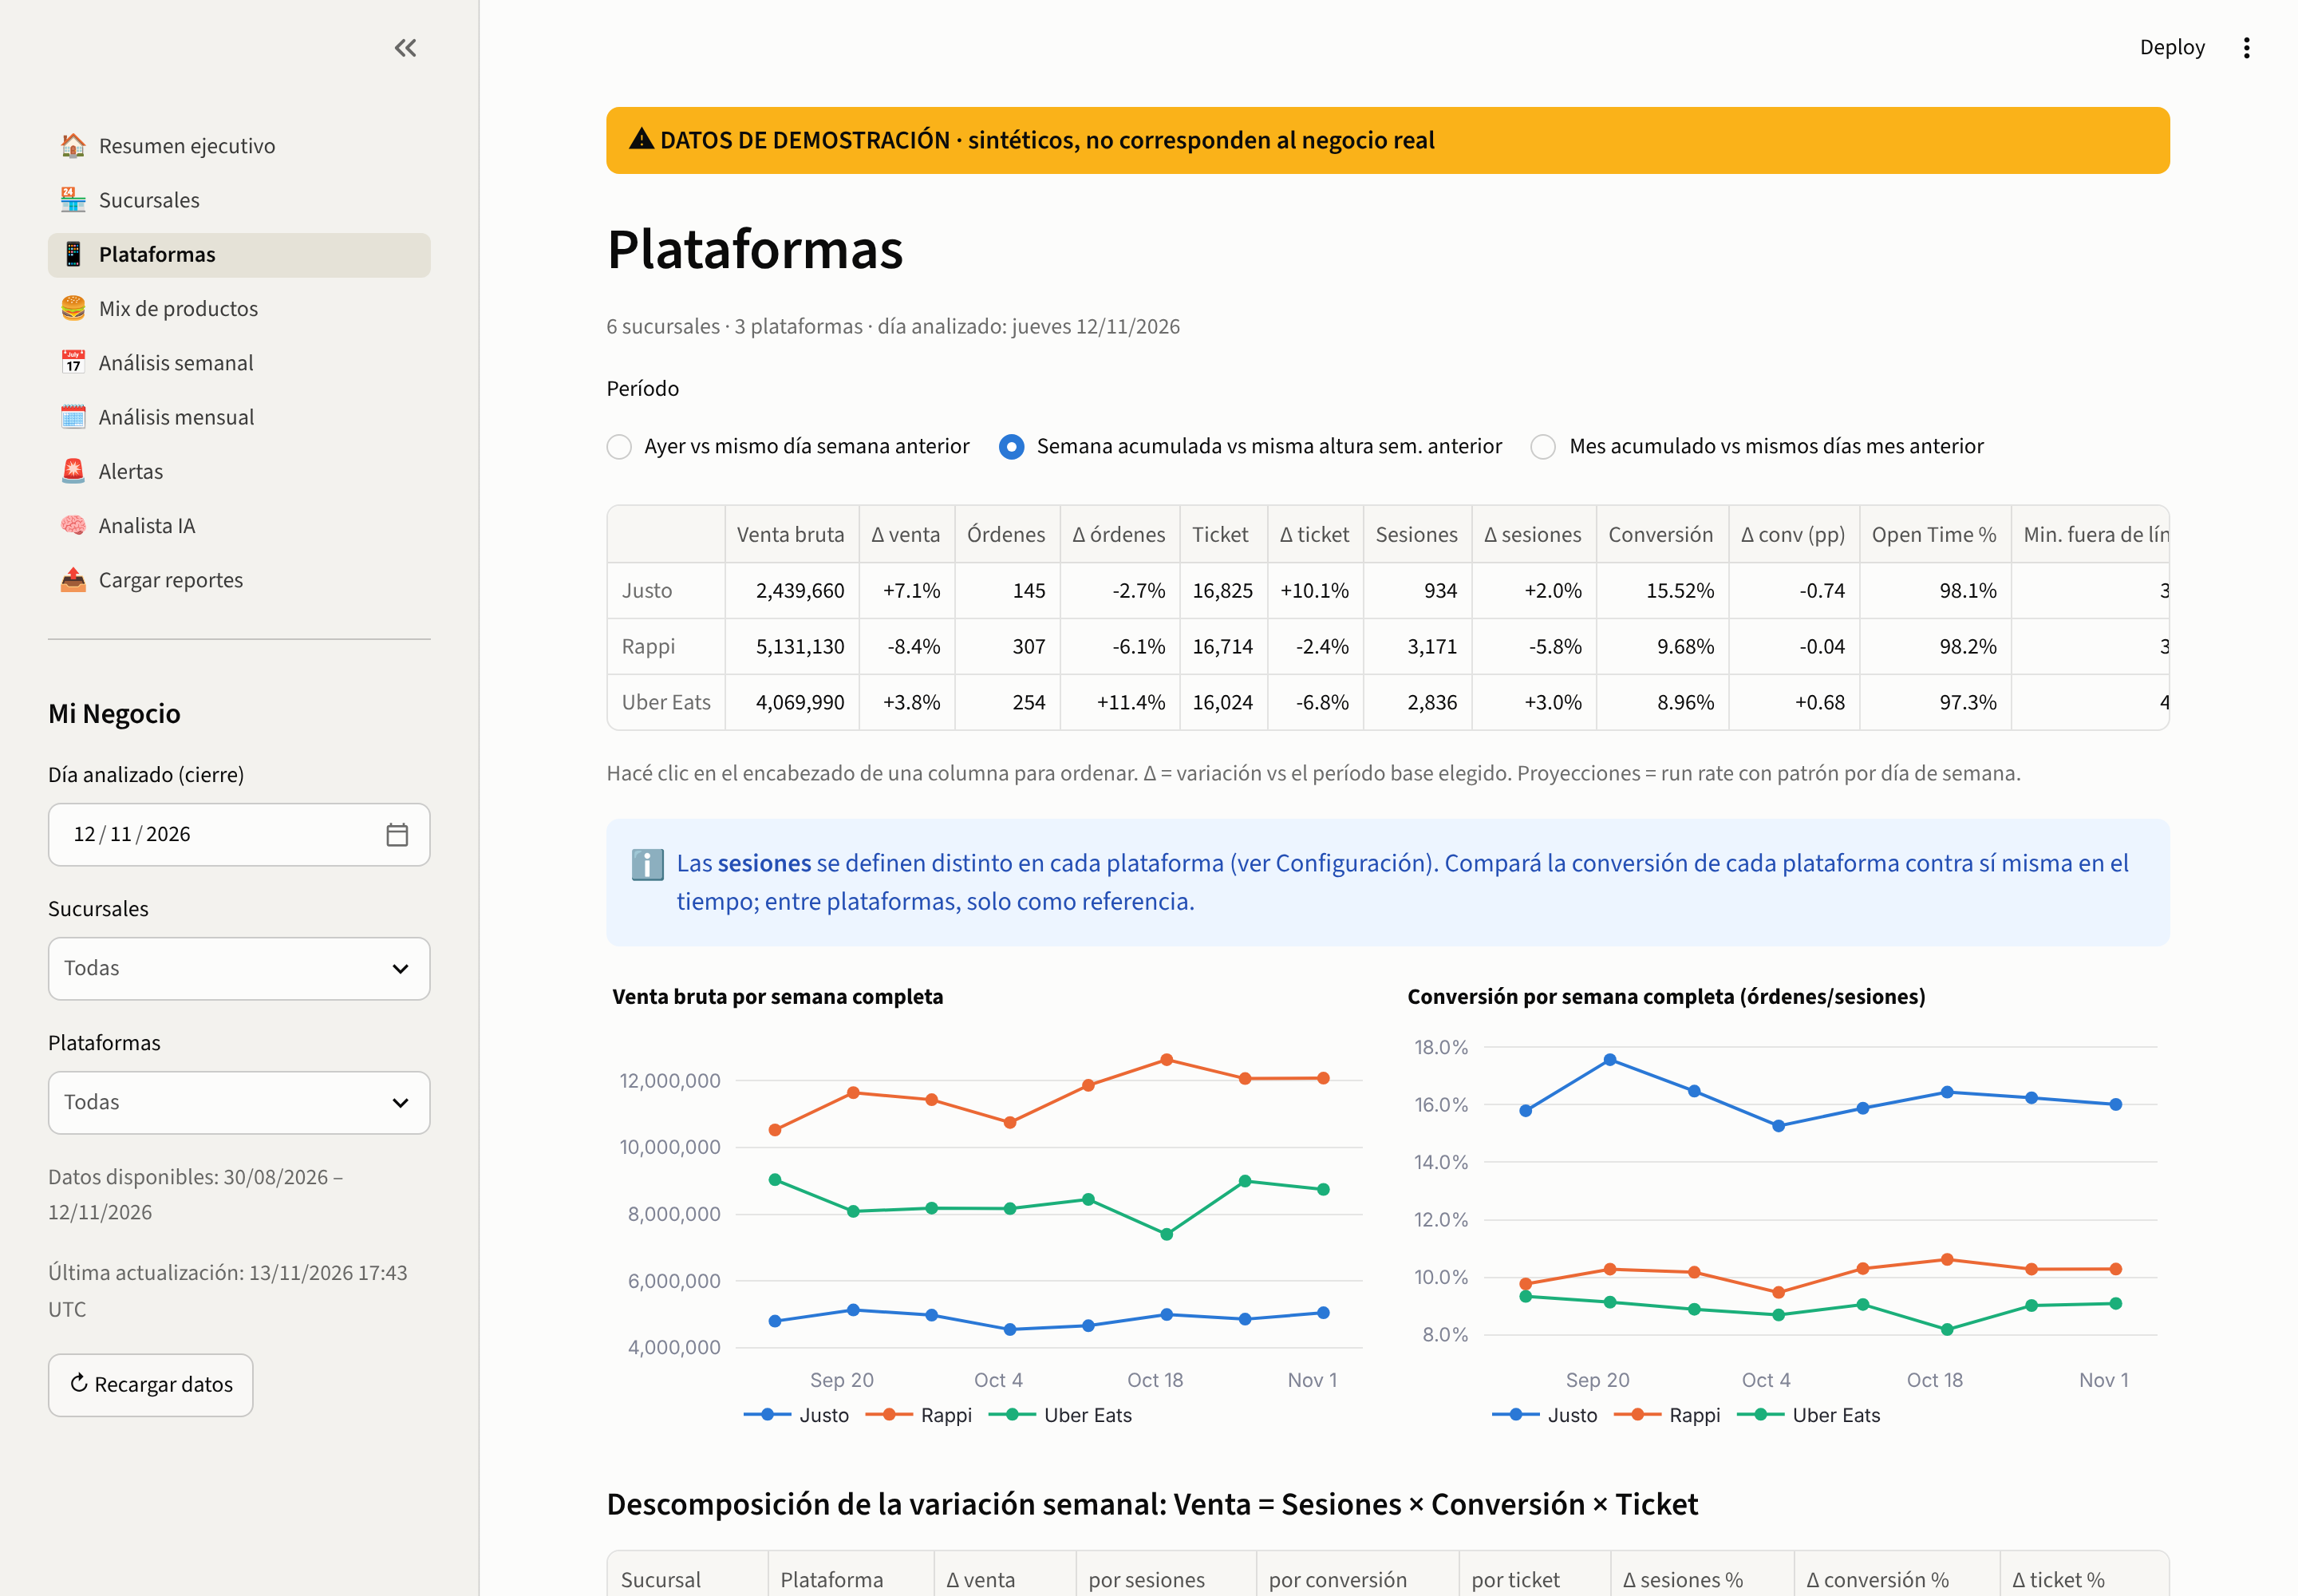 Deploy
Resumen ejecutivo
Sucursales
Plataformas
Mix de productos
Análisis semanal
Análisis mensual
Alertas
Analista IA
Cargar reportes
Mi Negocio
Día analizado (cierre)
12 / 11 / 2026
Sucursales
Todas
Plataformas
Todas
Datos disponibles: 30/08/2026 –
12/11/2026
Última actualización: 13/11/2026 17:43
UTC
Recargar datos
DATOS DE DEMOSTRACIÓN · sintéticos, no corresponden al negocio real
Plataformas
6 sucursales · 3 plataformas · día analizado: jueves 12/11/2026
Período
Ayer vs mismo día semana anterior Semana acumulada vs misma altura sem. anterior Mes acumulado vs mismos días mes anterior
Venta bruta Δ venta Órdenes Δ órdenes Ticket Δ ticket Sesiones Δ sesiones Conversión Δ conv (pp) Open Time % Min. fuera de lín
Justo 2,439,660 +7.1% 145 -2.7% 16,825 +10.1% 934 +2.0% 15.52% -0.74 98.1% 3
Rappi 5,131,130 -8.4% 307 -6.1% 16,714 -2.4% 3,171 -5.8% 9.68% -0.04 98.2% 3
Uber Eats 4,069,990 +3.8% 254 +11.4% 16,024 -6.8% 2,836 +3.0% 8.96% +0.68 97.3% 4
Hacé clic en el encabezado de una columna para ordenar. Δ = variación vs el período base elegido. Proyecciones = run rate con patrón por día de semana.
Las sesiones se definen distinto en cada plataforma (ver Configuración). Compará la conversión de cada plataforma contra sí misma en el
tiempo; entre plataformas, solo como referencia.
Venta bruta por semana completa
12,000,000
10,000,000
8,000,000
6,000,000
4,000,000
Sep 20 Oct 4 Oct 18 Nov 1
Justo Rappi Uber Eats
Conversión por semana completa (órdenes/sesiones)
18.0%
16.0%
14.0%
12.0%
10.0%
8.0%
Sep 20 Oct 4 Oct 18 Nov 1
Justo Rappi Uber Eats
Descomposición de la variación semanal: Venta = Sesiones × Conversión × Ticket
Sucursal Plataforma Δ venta por sesiones por conversión por ticket Δ sesiones % Δ conversión % Δ ticket %